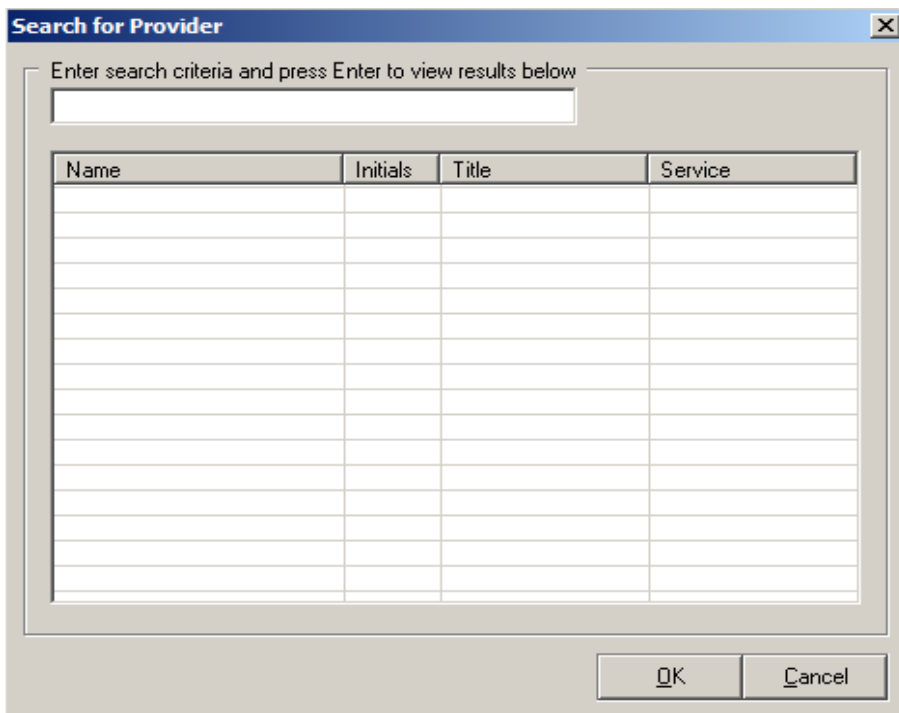 Search for Provider
Enter search criteria and press Enter to view results below
Name Initials Title Service
OK Cancel